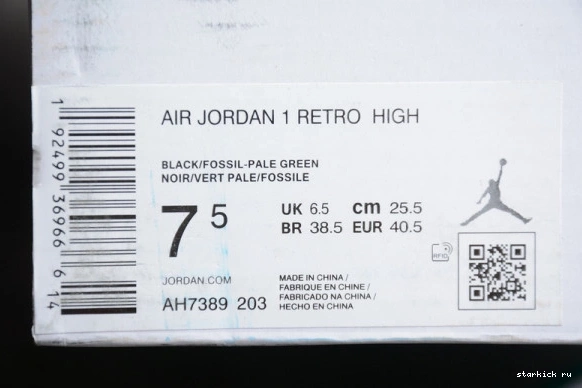 AIR JORDAN 1 RETRO HIGH
BLACK/FOSSIL-PALE GREEN
NOIR/VERT PALE/FOSSILE
7 5
UK 6.5 cm 25.5
BR 38.5 EUR 40.5
RFID
JORDAN.COM
AH7389 203
MADE IN CHINA /
FABRIQUE EN CHINE /
FABRICADO NA CHINA /
HECHO EN CHINA
1 92499 36966 6 14
starkick ru